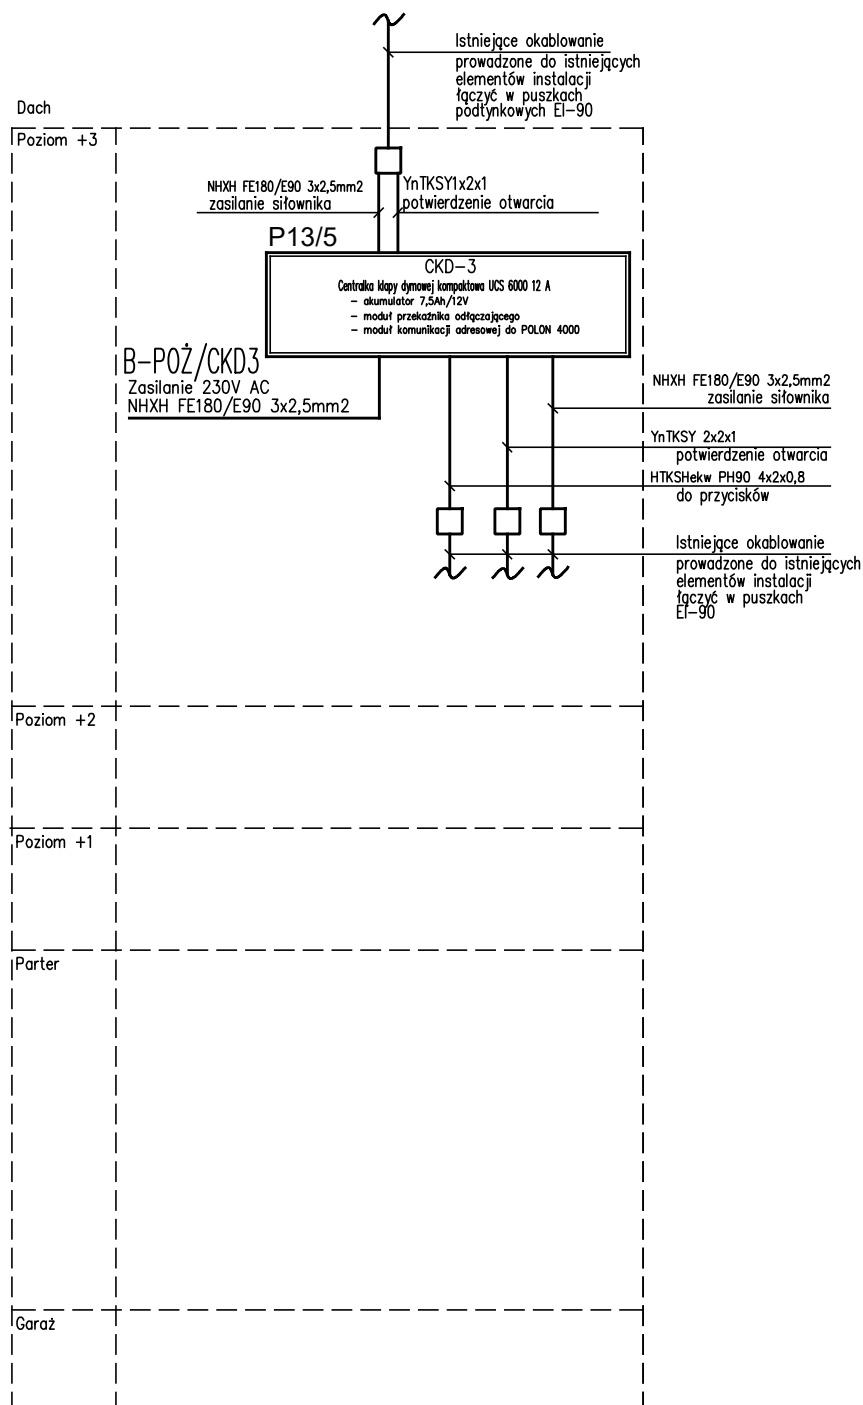 Istniejące okablowanie
prowadzone do istniejących
elementów instalacji
łączyć w puszkach
podtynkowych EI-90
Dach
Poziom +3
NHXH FE180/E90 3x2,5mm2
zasilanie siłownika
YnTKSY1x2x1
potwierdzenie otwarcia
P13/5
CKD-3
Centralka klapy dymowej kompaktowa UCS 6000 12 A
- akumulator 7,5Ah/12V
- moduł przekaźnika odłączającego
- moduł komunikacji adresowej do POLON 4000
B-POŻ/CKD3
Zasilanie 230V AC
NHXH FE180/E90 3x2,5mm2
NHXH FE180/E90 3x2,5mm2
zasilanie siłownika
YnTKSY 2x2x1
potwierdzenie otwarcia
HTKSHekw PH90 4x2x0,8
do przycisków
Istniejące okablowanie
prowadzone do istniejących
elementów instalacji
łączyć w puszkach
EI-90
Poziom +2
Poziom +1
Parter
Garaż